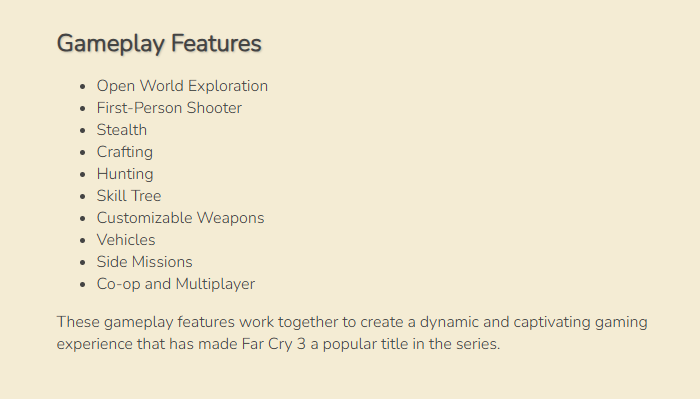 Gameplay Features
Open World Exploration
First-Person Shooter
Stealth
Crafting
Hunting
Skill Tree
Customizable Weapons
Vehicles
Side Missions
Co-op and Multiplayer
These gameplay features work together to create a dynamic and captivating gaming
experience that has made Far Cry 3 a popular title in the series.